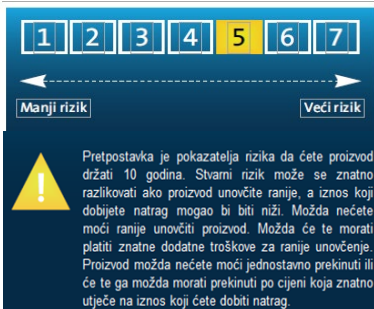 1 2 3 4 5 6 7
Manji rizik Veći rizik
Pretpostavka je pokazatelja rizika da ćete proizvod
držati 10 godina. Stvarni rizik može se znatno
razlikovati ako proizvod unovčite ranije, a iznos koji
dobijete natrag mogao bi biti niži. Možda nećete
moći ranije unovčiti proizvod. Možda će te morati
platiti znatne dodatne troškove za ranije unovčenje.
Proizvod možda nećete moći jednostavno prekinuti ili
će te ga možda morati prekinuti po cijeni koja znatno
utječe na iznos koji ćete dobiti natrag.